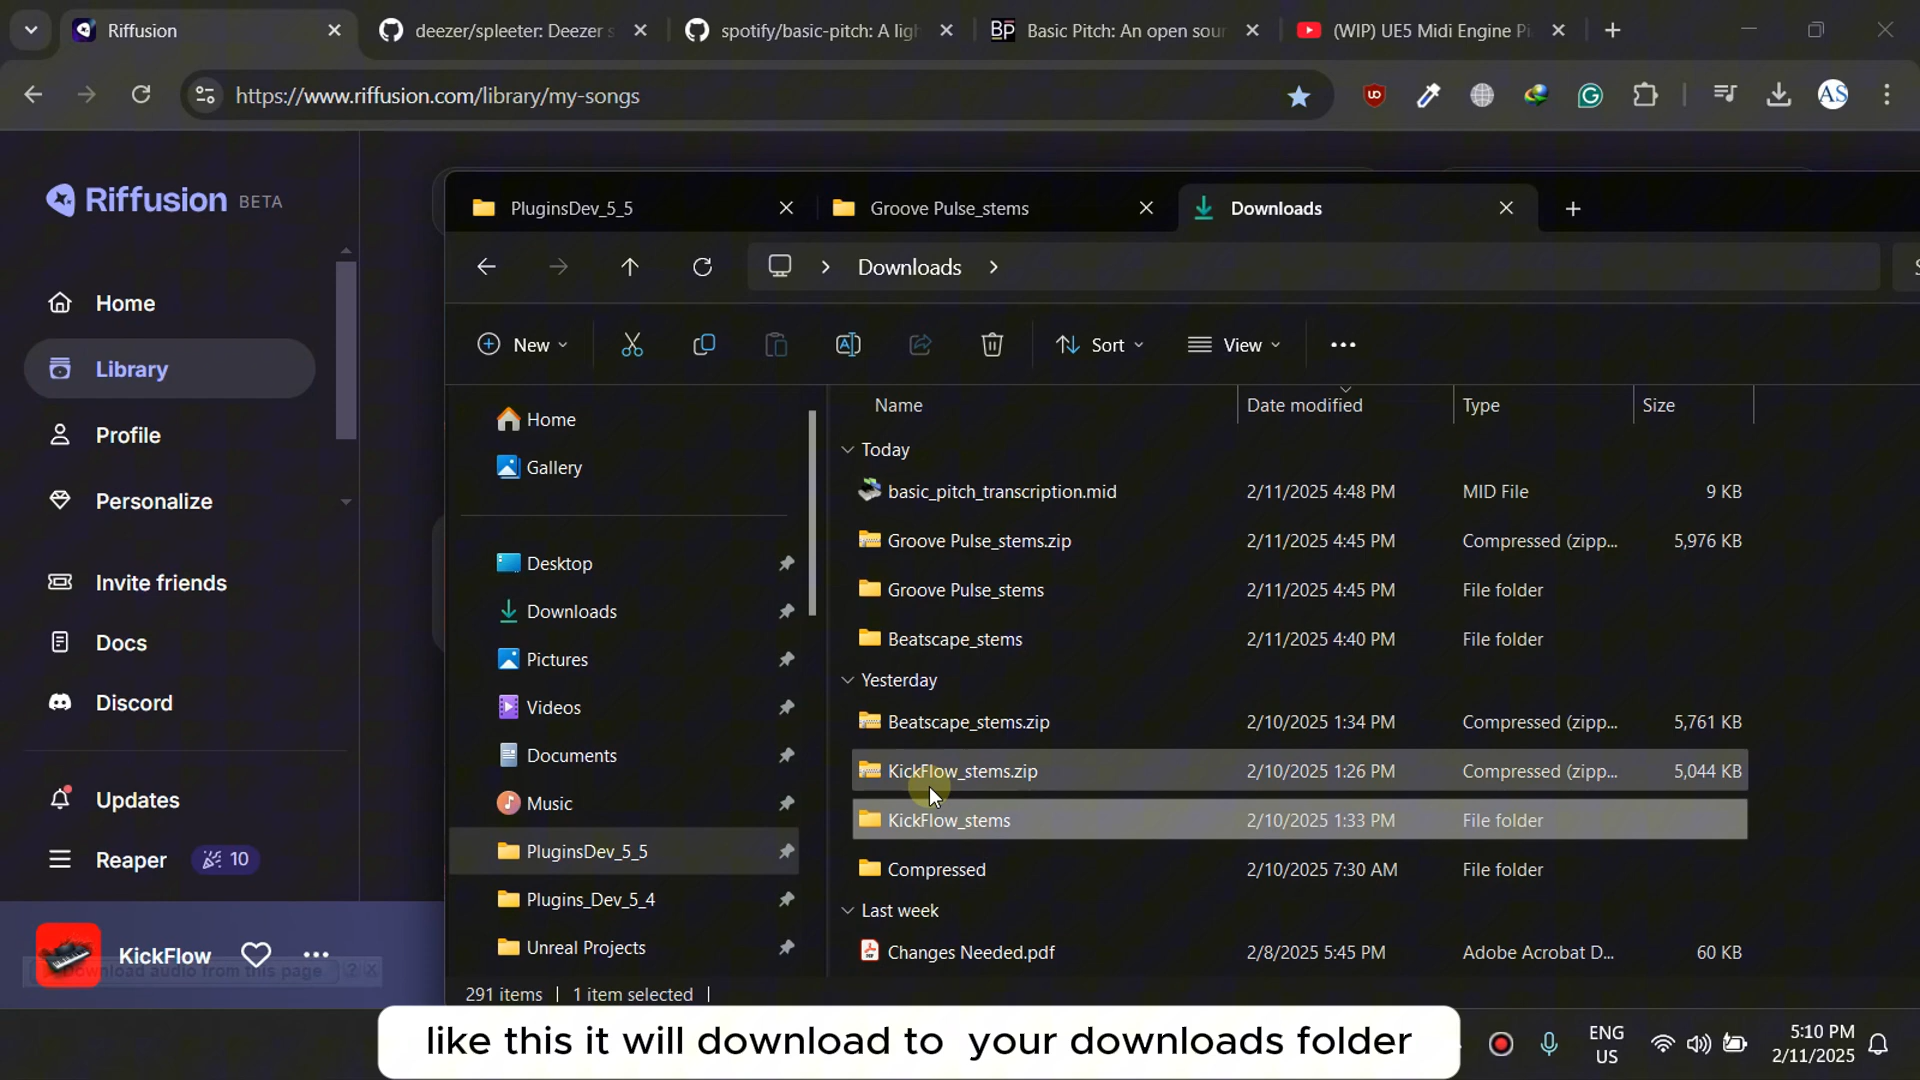 Riffusion
deezer/spleeter: Deezer s
spotify/basic-pitch: A ligh
BP Basic Pitch: An open sour
(WIP) UE5 Midi Engine Pi
https://www.riffusion.com/library/my-songs
AS
Riffusion BETA
Home
Library
Profile
Personalize
Invite friends
Docs
Discord
Updates
Reaper 10
KickFlow
Download audio from this page ? X
PluginsDev_5_5
Groove Pulse_stems
Downloads
Downloads
S
New
Sort
View
Home
Gallery
Desktop
Downloads
Pictures
Videos
Documents
Music
PluginsDev_5_5
Plugins_Dev_5_4
Unreal Projects
Name Date modified Type Size
Today
basic_pitch_transcription.mid 2/11/2025 4:48 PM MID File 9 KB
Groove Pulse_stems.zip 2/11/2025 4:45 PM Compressed (zipp... 5,976 KB
Groove Pulse_stems 2/11/2025 4:45 PM File folder
Beatscape_stems 2/11/2025 4:40 PM File folder
Yesterday
Beatscape_stems.zip 2/10/2025 1:34 PM Compressed (zipp... 5,761 KB
KickFlow_stems.zip 2/10/2025 1:26 PM Compressed (zipp... 5,044 KB
KickFlow_stems 2/10/2025 1:33 PM File folder
Compressed 2/10/2025 7:30 AM File folder
Last week
Changes Needed.pdf 2/8/2025 5:45 PM Adobe Acrobat D... 60 KB
291 items 1 item selected
like this it will download to your downloads folder
ENG
US
5:10 PM
2/11/2025